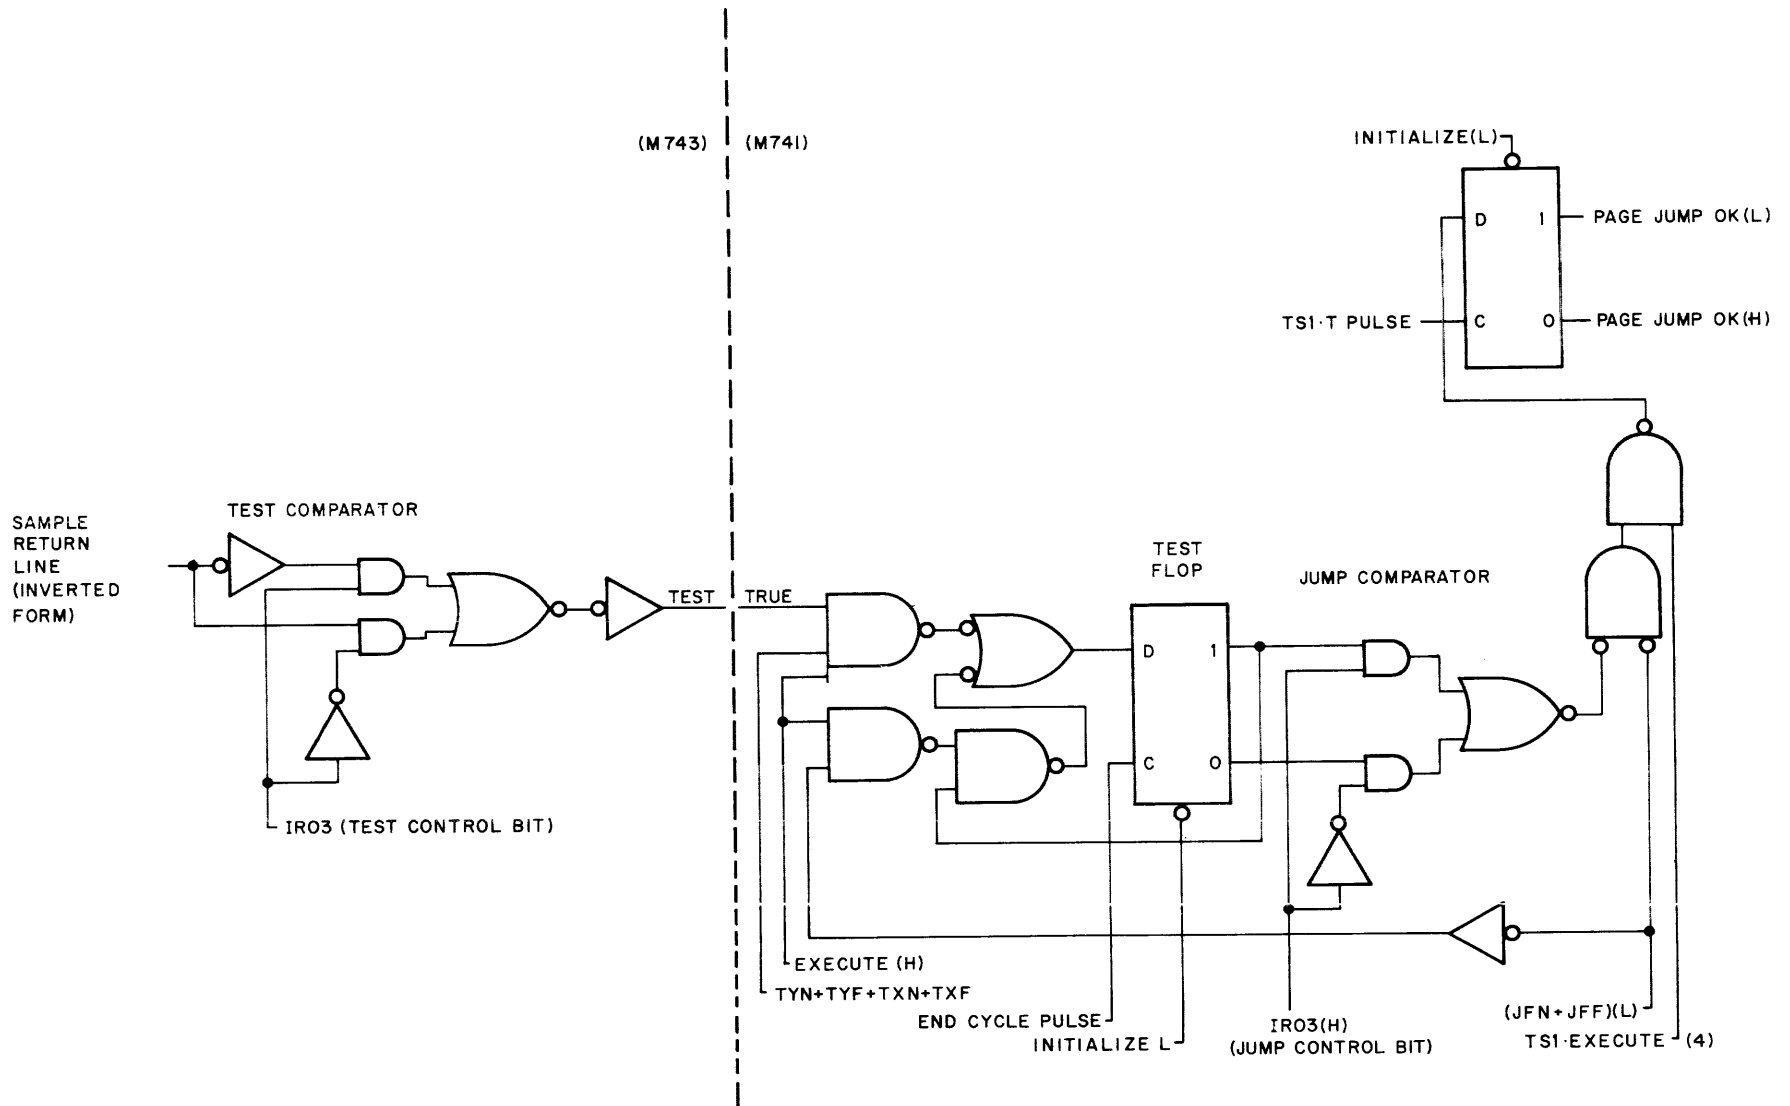 (M743) (M741)
INITIALIZE(L)
D 1 PAGE JUMP OK(L)
TS1·T PULSE C 0 PAGE JUMP OK(H)
TEST COMPARATOR
SAMPLE
RETURN
LINE
(INVERTED
FORM)
TEST TRUE
TEST
FLOP
JUMP COMPARATOR
D 1
C 0
IR03 (TEST CONTROL BIT)
EXECUTE (H)
TYN+TYF+TXN+TXF
END CYCLE PULSE
INITIALIZE L
IR03(H)
(JUMP CONTROL BIT)
(JFN+JFF)(L)
TS1·EXECUTE (4)